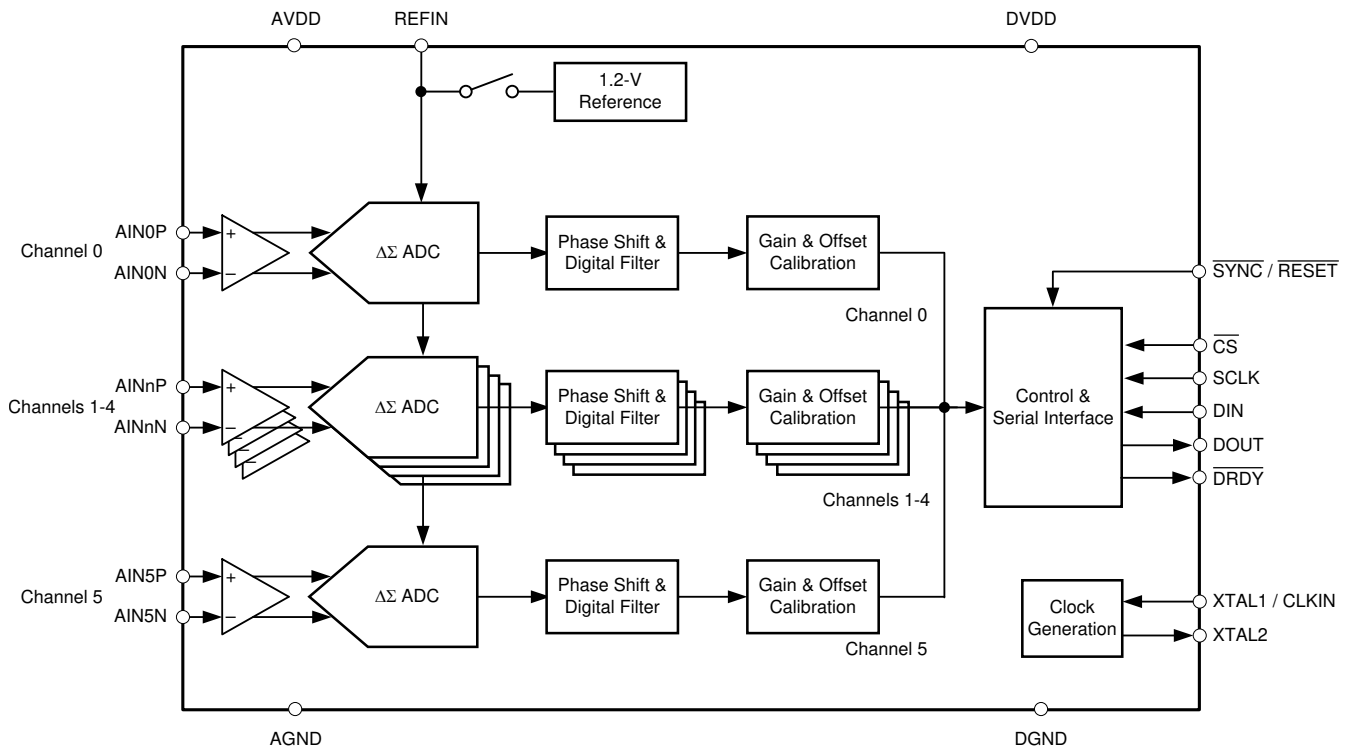 AVDD
REFIN
DVDD
1.2-V
Reference
Channel 0
AIN0P
AIN0N
+
−
ΔΣ ADC
Phase Shift &
Digital Filter
Gain & Offset
Calibration
Channel 0
SYNC / RESET
Channels 1-4
AINnP
AINnN
+
−
−
−
−
ΔΣ ADC
Phase Shift &
Digital Filter
Gain & Offset
Calibration
Channels 1-4
Control &
Serial Interface
CS
SCLK
DIN
DOUT
DRDY
Channel 5
AIN5P
AIN5N
+
−
ΔΣ ADC
Phase Shift &
Digital Filter
Gain & Offset
Calibration
Channel 5
Clock
Generation
XTAL1 / CLKIN
XTAL2
AGND
DGND